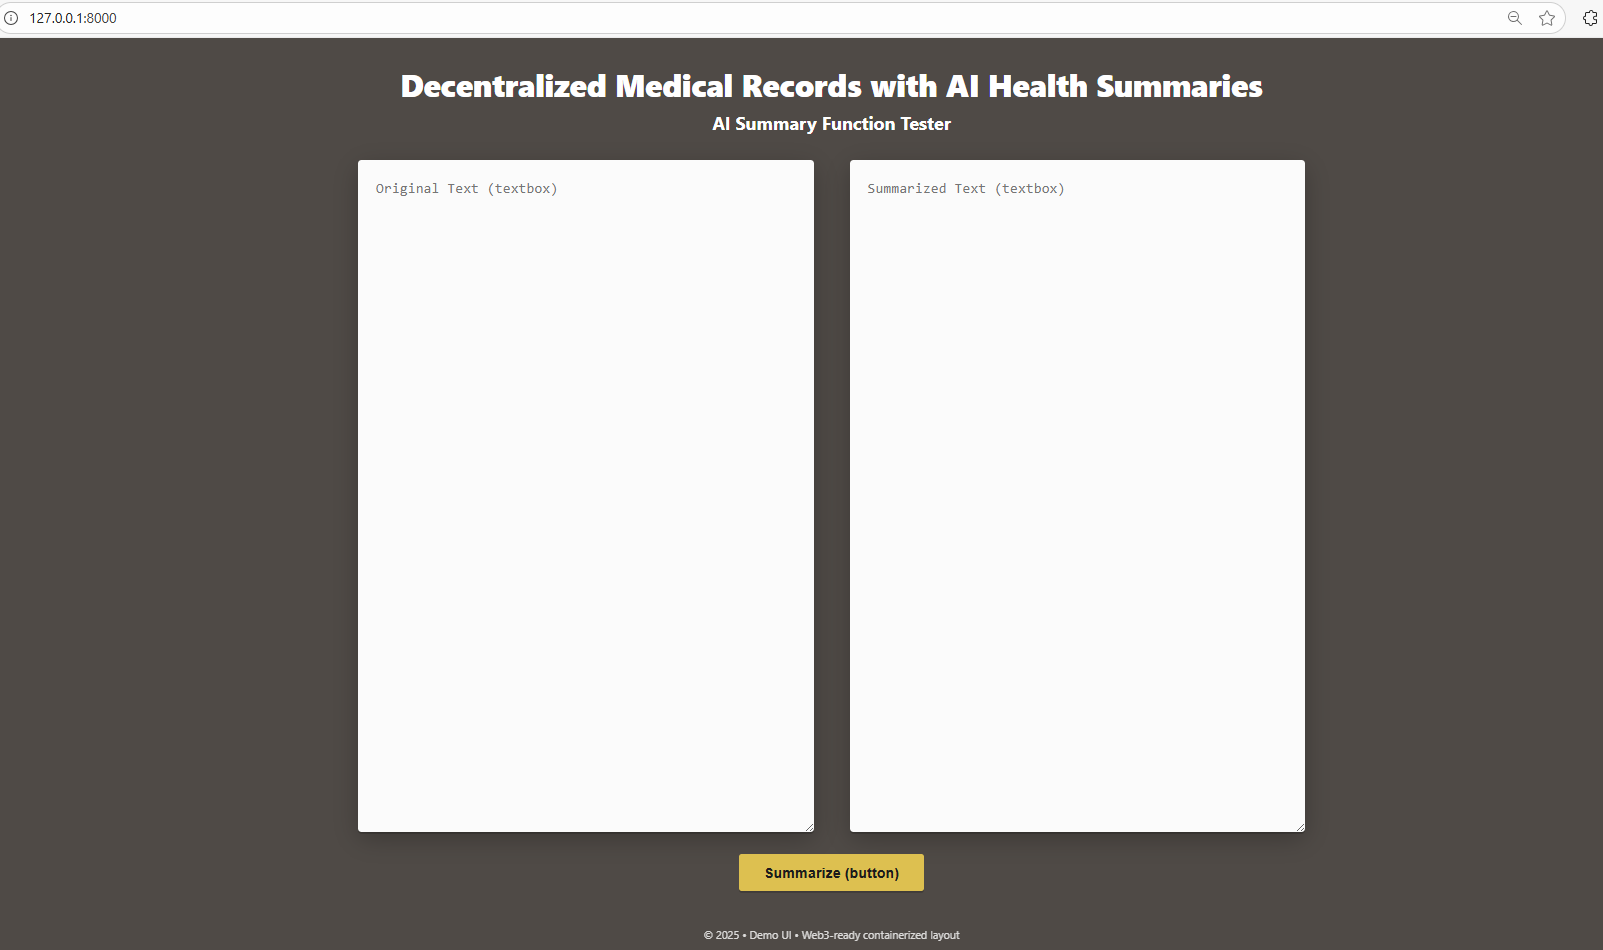 127.0.0.1:8000
Decentralized Medical Records with AI Health Summaries
AI Summary Function Tester
Original Text (textbox)
Summarized Text (textbox)
Summarize (button)
© 2025 • Demo UI • Web3-ready containerized layout